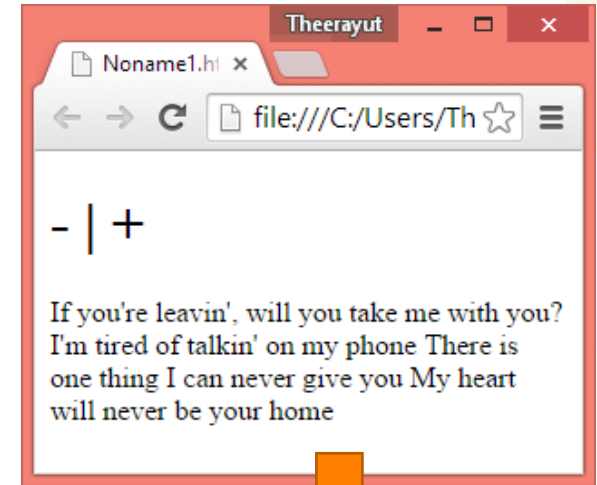 Theerayut
Noname1.ht
file:///C:/Users/Th
- | +
If you're leavin', will you take me with you?
I'm tired of talkin' on my phone There is
one thing I can never give you My heart
will never be your home